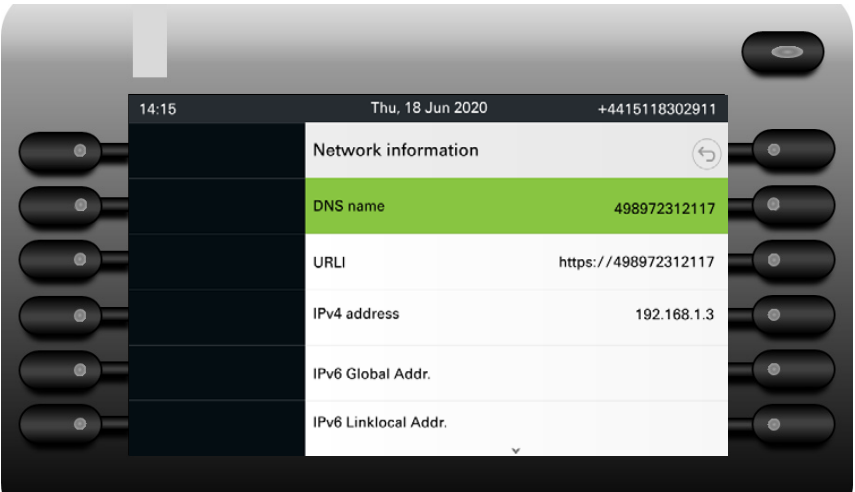 14:15 Thu, 18 Jun 2020 +4415118302911
Network information
DNS name 498972312117
URLI https://498972312117
IPv4 address 192.168.1.3
IPv6 Global Addr.
IPv6 Linklocal Addr.